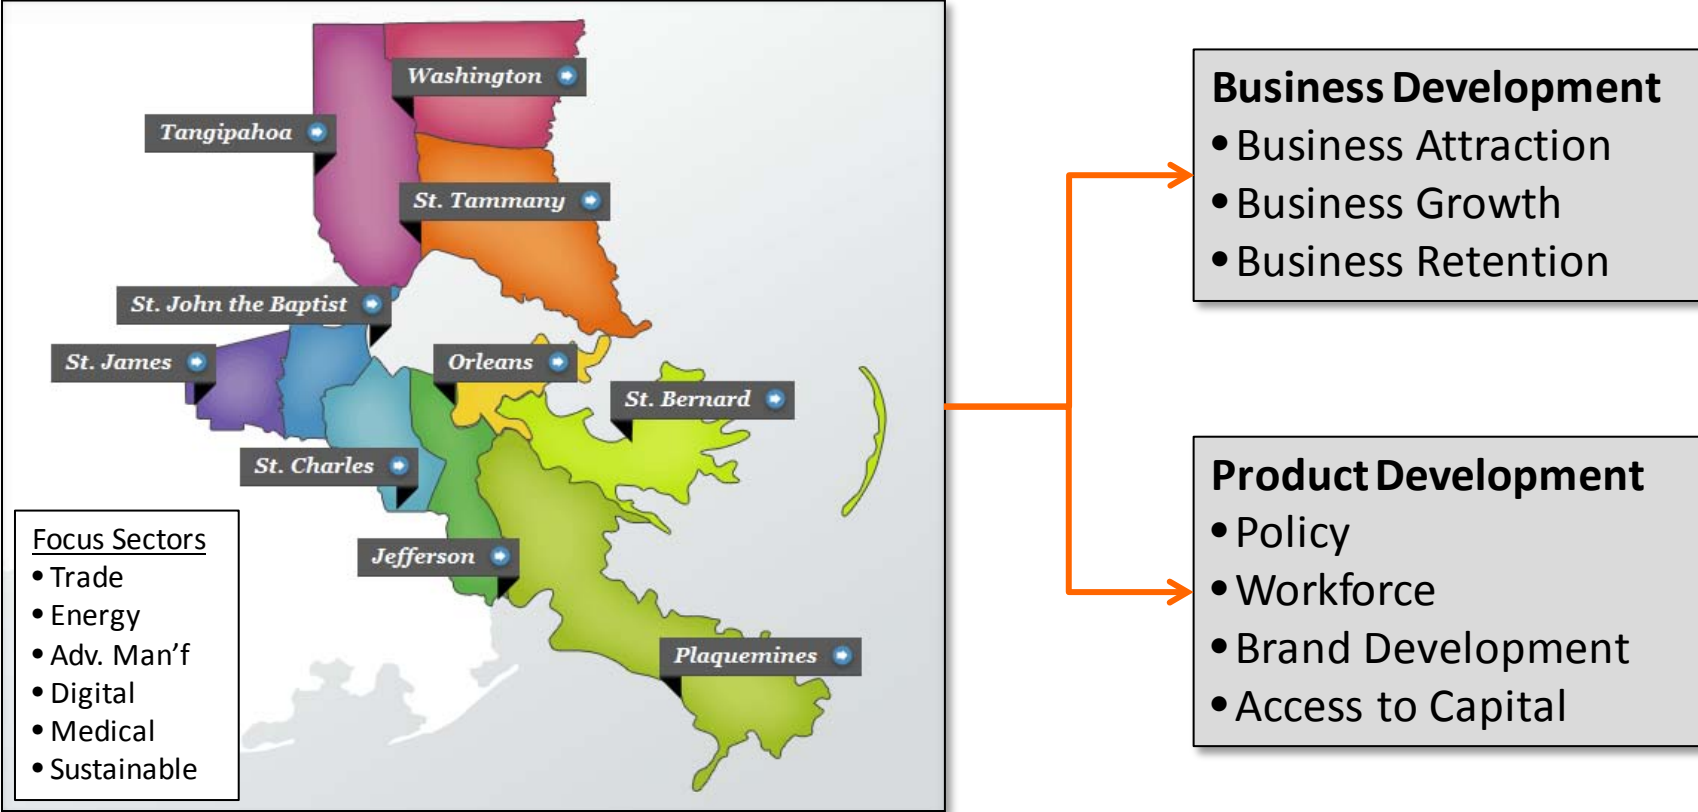 Washington
Tangipahoa
St. Tammany
St. John the Baptist
St. James
Orleans
St. Bernard
St. Charles
Jefferson
Plaquemines
Focus Sectors
• Trade
• Energy
• Adv. Man’f
• Digital
• Medical
• Sustainable
Business Development
• Business Attraction
• Business Growth
• Business Retention
Product Development
• Policy
• Workforce
• Brand Development
• Access to Capital